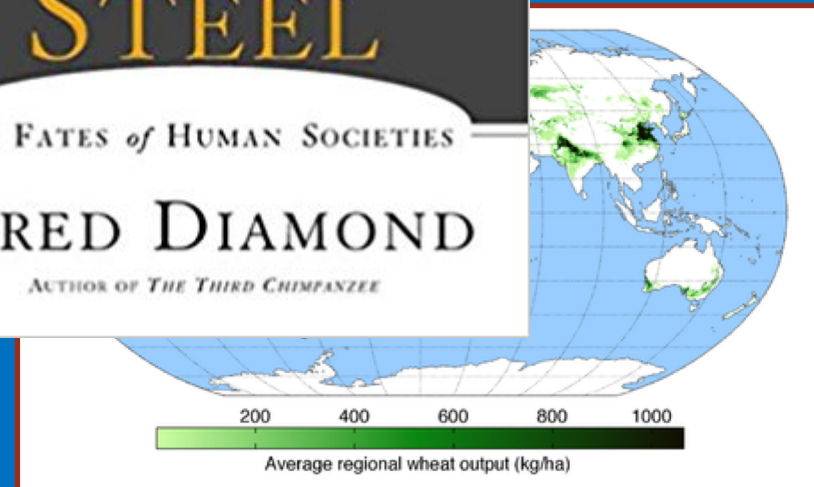 STEEL
FATES of HUMAN SOCIETIES
RED DIAMOND
AUTHOR OF THE THIRD CHIMPANZEE
200 400 600 800 1000
Average regional wheat output (kg/ha)